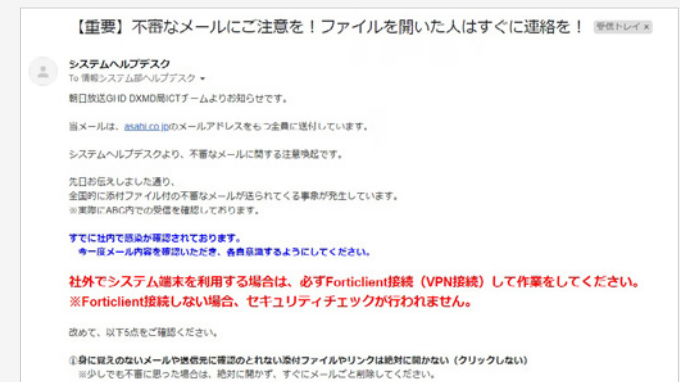 【重要】不審なメールにご注意を！ファイルを開いた人はすぐに連絡を！ 受信トレイ ×
システムヘルプデスク
To 情報システム部ヘルプデスク
朝日放送GHD DXMD局ICTチームよりお知らせです。
当メールは、asahi.co.jpのメールアドレスをもつ全員に送付しています。
システムヘルプデスクより、不審なメールに関する注意喚起です。
先日お伝えしました通り、
全国的に添付ファイル付の不審なメールが送られてくる事象が発生しています。
※実際にABC内での受信を確認しております。
すでに社内で感染が確認されております。
今一度メール内容を確認いただき、各自意識するようにしてください。
社外でシステム端末を利用する場合は、必ずForticlient接続（VPN接続）して作業をしてください。
※Forticlient接続しない場合、セキュリティチェックが行われません。
改めて、以下5点をご確認ください。
①身に覚えのないメールや送信元に確認のとれない添付ファイルやリンクは絶対に開かない（クリックしない）
※少しでも不審に思った場合は、絶対に開かず、すぐにメールごと削除してください。